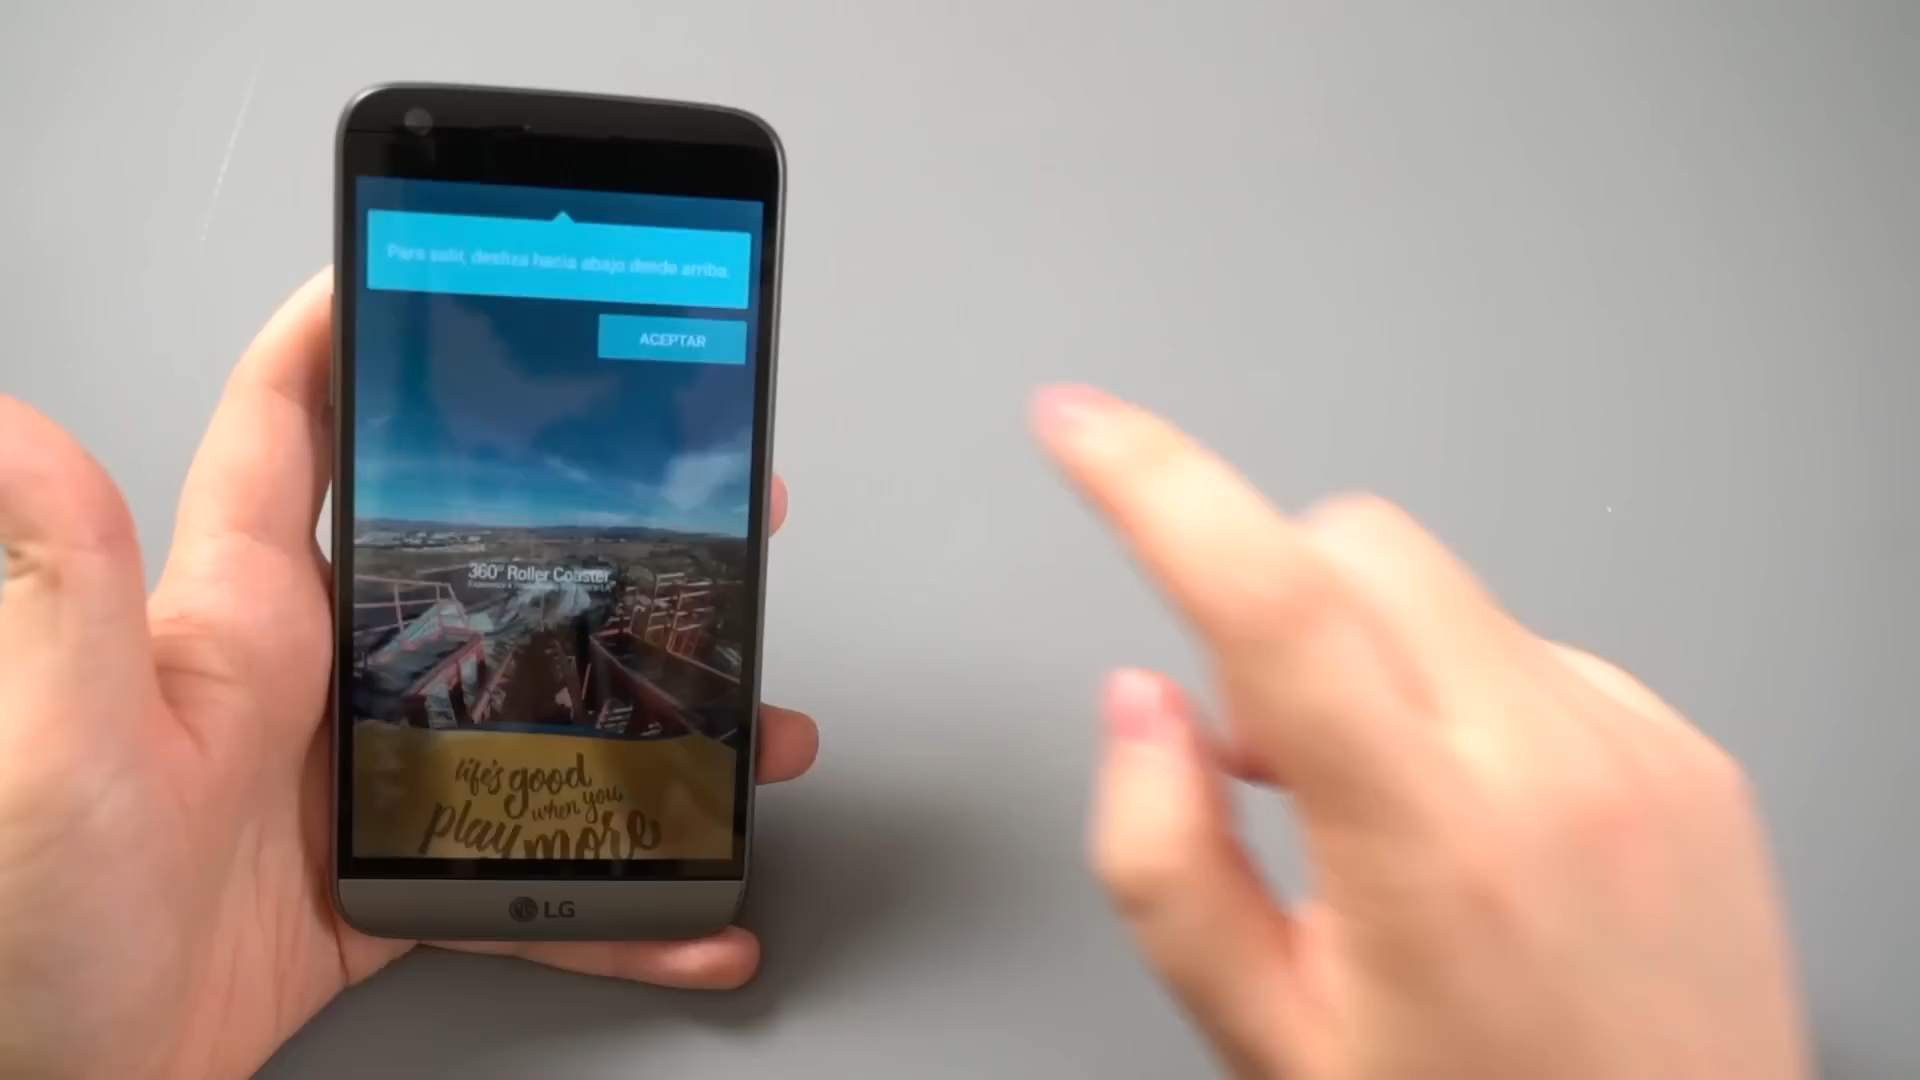 Para salir, desliza hacia abajo desde arriba.
ACEPTAR
360° Roller Coaster
life's good
when you
play more
LG